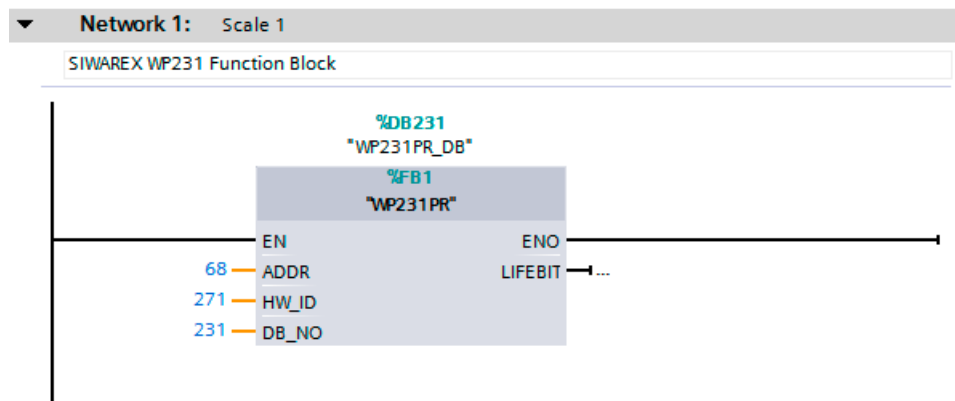 Network 1: Scale 1
SIWAREX WP231 Function Block
%DB231
"WP231PR_DB"
%FB1
"WP231PR"
EN ENO
68 ADDR LIFEBIT ...
271 HW_ID
231 DB_NO